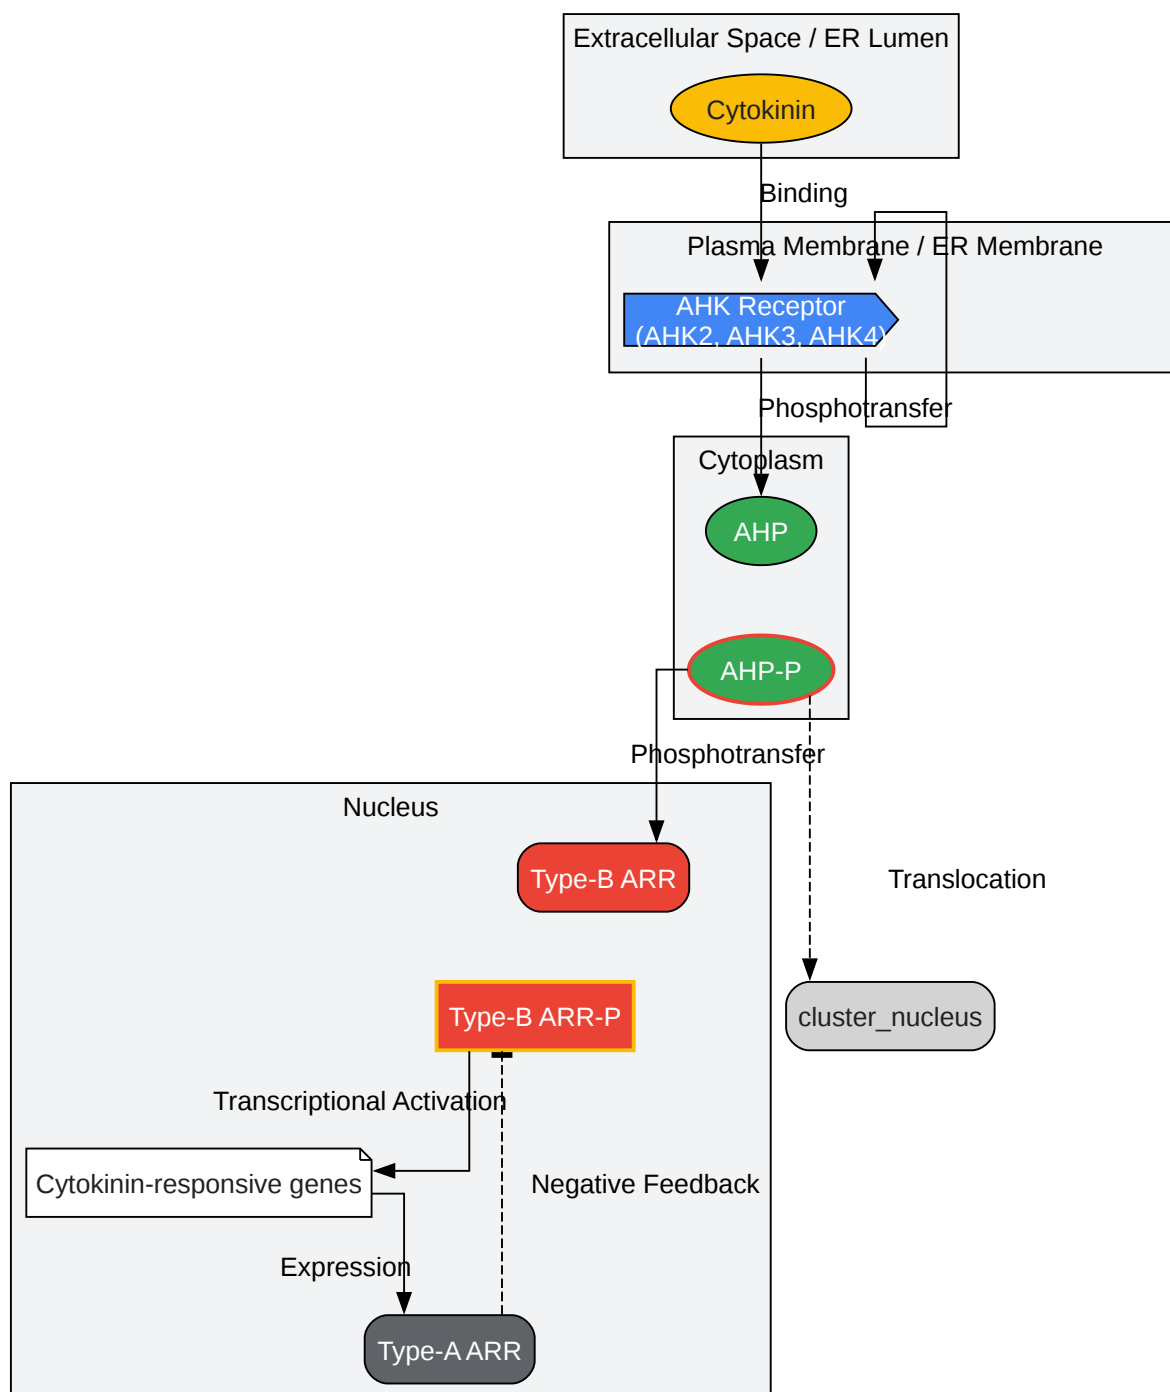 Extracellular Space / ER Lumen
Cytokinin
Binding
Plasma Membrane / ER Membrane
AHK Receptor
(AHK2, AHK3, AHK4)
Phosphotransfer
Cytoplasm
AHP
AHP-P
Phosphotransfer
Nucleus
Type-B ARR
Translocation
Type-B ARR-P
cluster_nucleus
Transcriptional Activation
Cytokinin-responsive genes
Negative Feedback
Expression
Type-A ARR